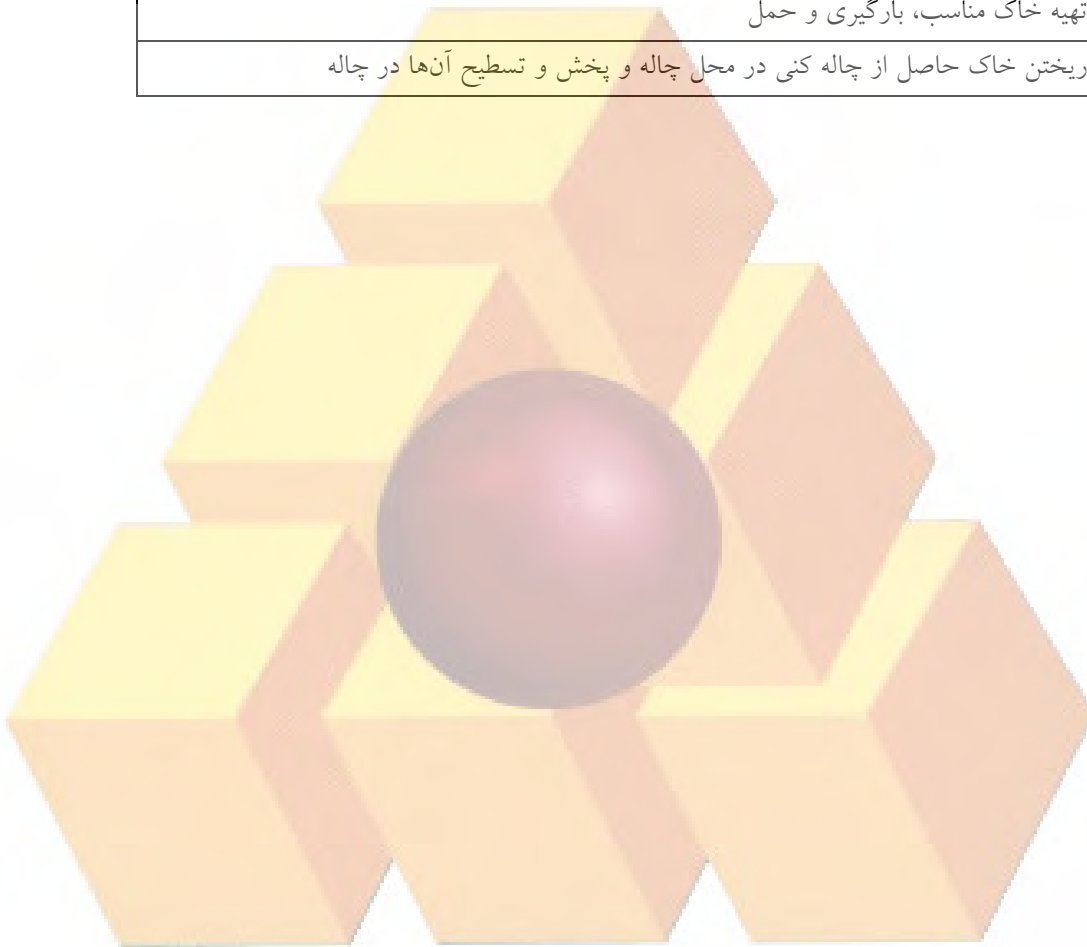 تهیه خاک مناسب، بارگیری و حمل
ریختن خاک حاصل از چاله کنی در محل چاله و پخش و تسطیح آن‌ها در چاله